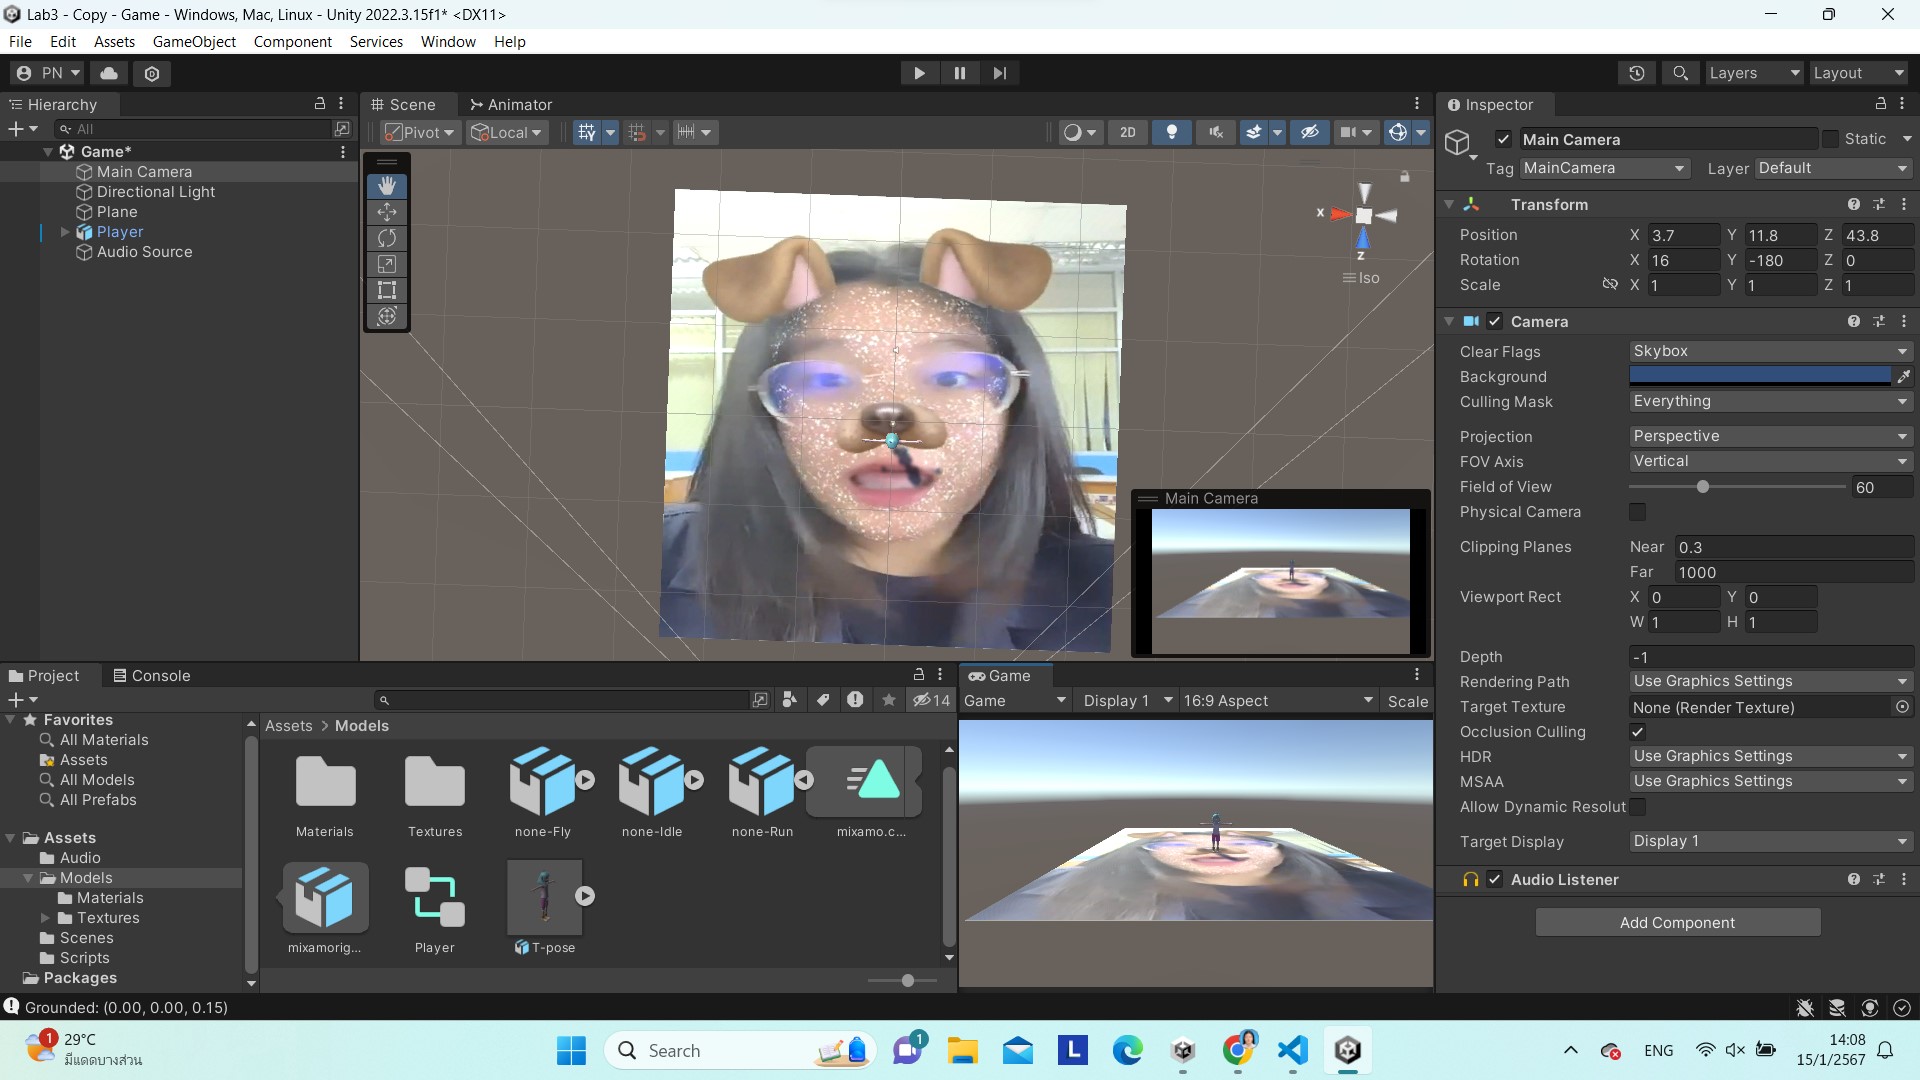 Lab3 - Copy - Game - Windows, Mac, Linux - Unity 2022.3.15f1* <DX11>
File Edit Assets GameObject Component Services Window Help
PN
Layers
Layout
Hierarchy
All
Game*
Main Camera
Directional Light
Plane
Player
Audio Source
Scene
Animator
Pivot
Local
2D
x
z
Iso
Main Camera
Project
Console
14
Favorites
All Materials
Assets
All Models
All Prefabs
Assets
Audio
Models
Materials
Textures
Scenes
Scripts
Packages
Assets > Models
Materials
Textures
none-Fly
none-Idle
none-Run
mixamo.c...
mixamorig...
Player
T-pose
Game
Game
Display 1
16:9 Aspect
Scale
Inspector
Main Camera
Static
Tag MainCamera Layer Default
Transform
Position X 3.7 Y 11.8 Z 43.8
Rotation X 16 Y -180 Z 0
Scale X 1 Y 1 Z 1
Camera
Clear Flags Skybox
Background
Culling Mask Everything
Projection Perspective
FOV Axis Vertical
Field of View 60
Physical Camera
Clipping Planes Near 0.3
Far 1000
Viewport Rect X 0 Y 0
W 1 H 1
Depth -1
Rendering Path Use Graphics Settings
Target Texture None (Render Texture)
Occlusion Culling
HDR Use Graphics Settings
MSAA Use Graphics Settings
Allow Dynamic Resolut
Target Display Display 1
Audio Listener
Add Component
Grounded: (0.00, 0.00, 0.15)
1
29°C
มีแดดบางส่วน
Search
1
L
ENG
14:08
15/1/2567